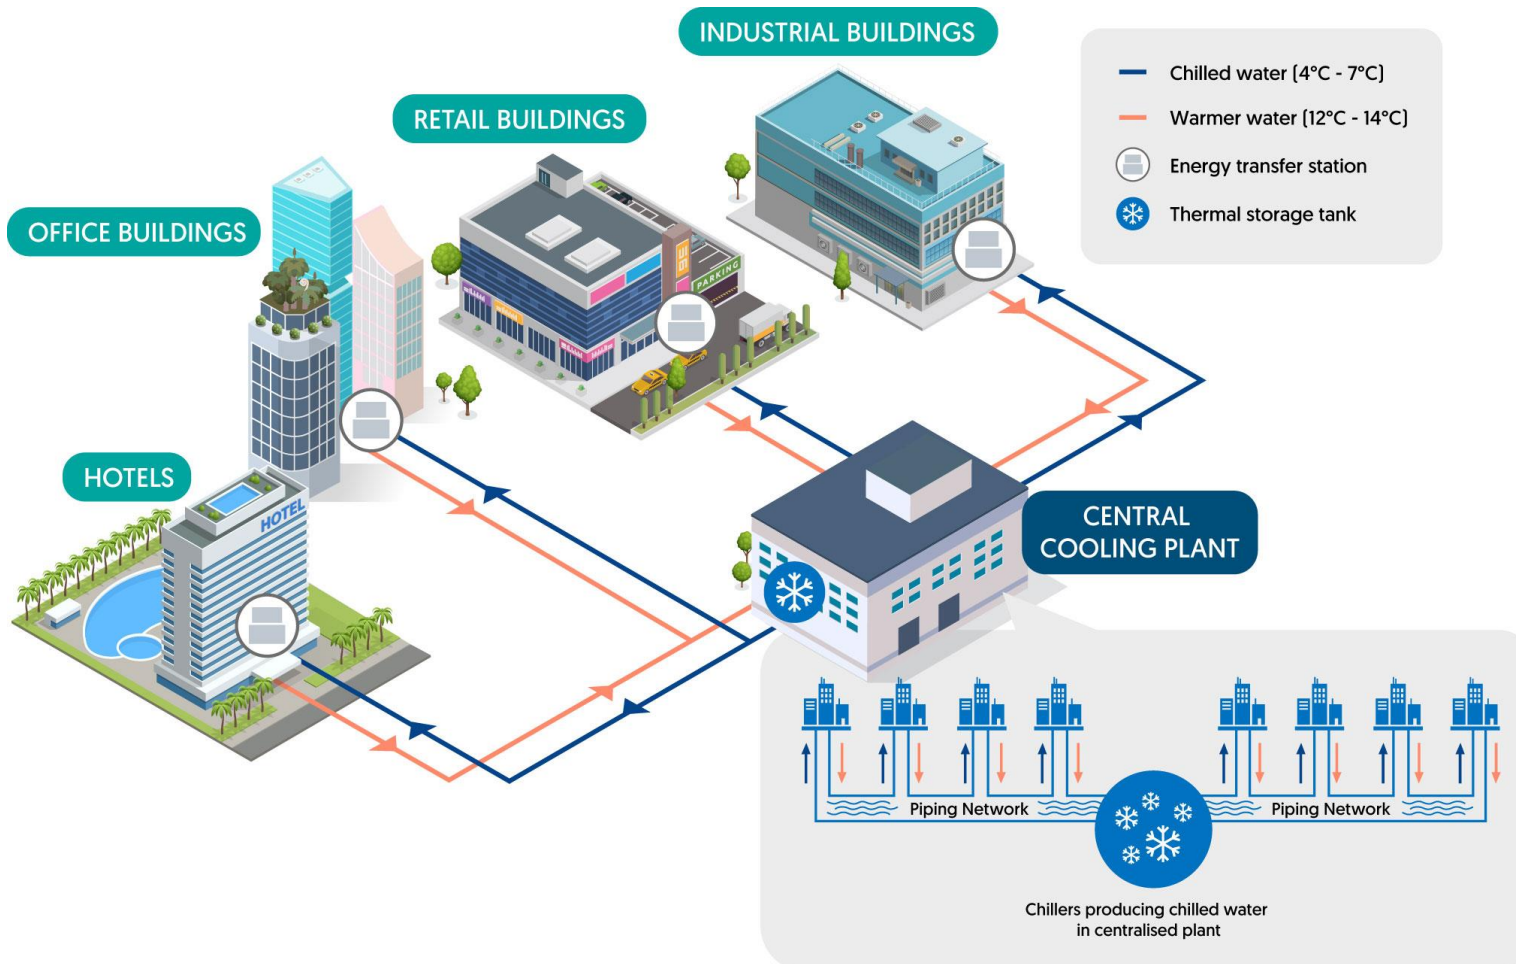 INDUSTRIAL BUILDINGS
RETAIL BUILDINGS
OFFICE BUILDINGS
HOTELS
Chilled water (4°C - 7°C)
Warmer water (12°C - 14°C)
Energy transfer station
Thermal storage tank
PARKING
HOTEL
CENTRAL
COOLING PLANT
Piping Network
Piping Network
Chillers producing chilled water
in centralised plant